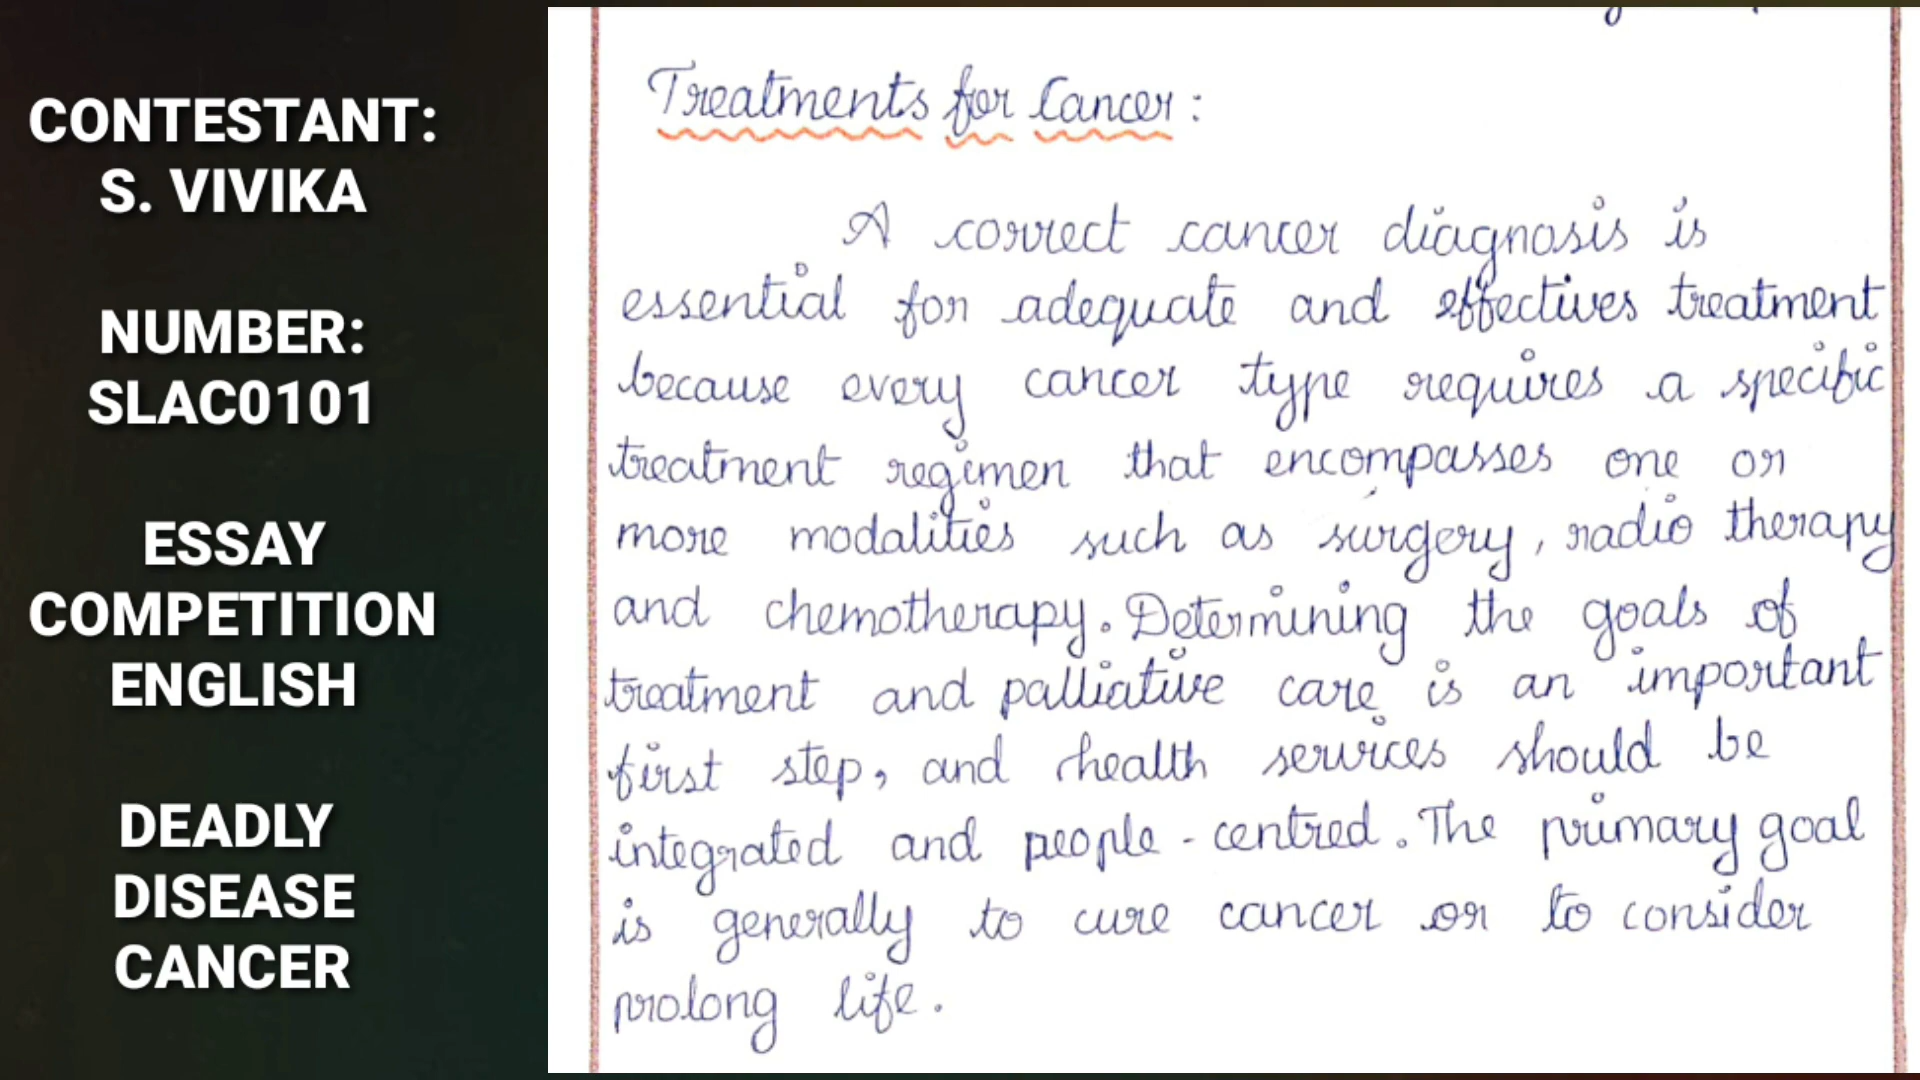 CONTESTANT:
S. VIVIKA
NUMBER:
SLAC0101
ESSAY
COMPETITION
ENGLISH
DEADLY
DISEASE
CANCER
Treatments for Cancer:
A correct cancer diagnosis is
essential for adequate and effectives treatment
because every cancer type requires a specific
treatment regimen that encompasses one or
more modalities such as surgery, radio therapy
and chemotherapy. Determining the goals of
treatment and palliative care is an important
first step, and health services should be
integrated and people-centred. The primary goal
is generally to cure cancer or to consider
prolong life.